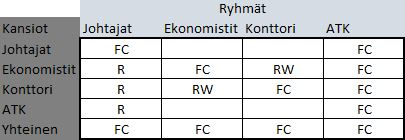 Ryhmät
Kansiot Johtajat Ekonomistit Konttori ATK
Johtajat FC FC
Ekonomistit R FC RW FC
Konttori R RW FC FC
ATK R FC
Yhteinen FC FC FC FC